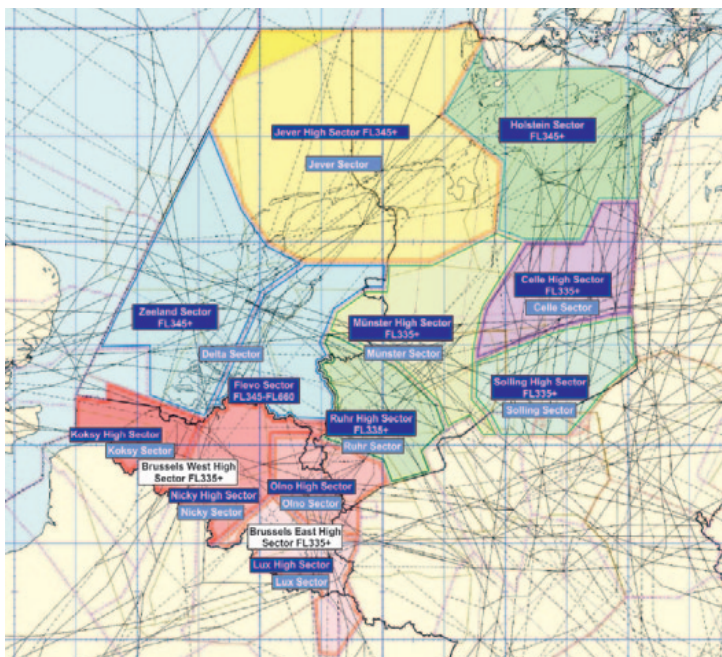 Jever High Sector FL345+
Jever Sector
Holstein Sector
FL345+
Celle High Sector
FL335+
Celle Sector
Zeeland Sector
FL345+
Münster High Sector
FL335+
Münster Sector
Delta Sector
Flevo Sector
FL345-FL660
Solling High Sector
FL335+
Solling Sector
Ruhr High Sector
FL335+
Ruhr Sector
Koksy High Sector
Koksy Sector
Brussels West High
Sector FL335+
Nicky High Sector
Nicky Sector
Olno High Sector
Olno Sector
Brussels East High
Sector FL335+
Lux High Sector
Lux Sector